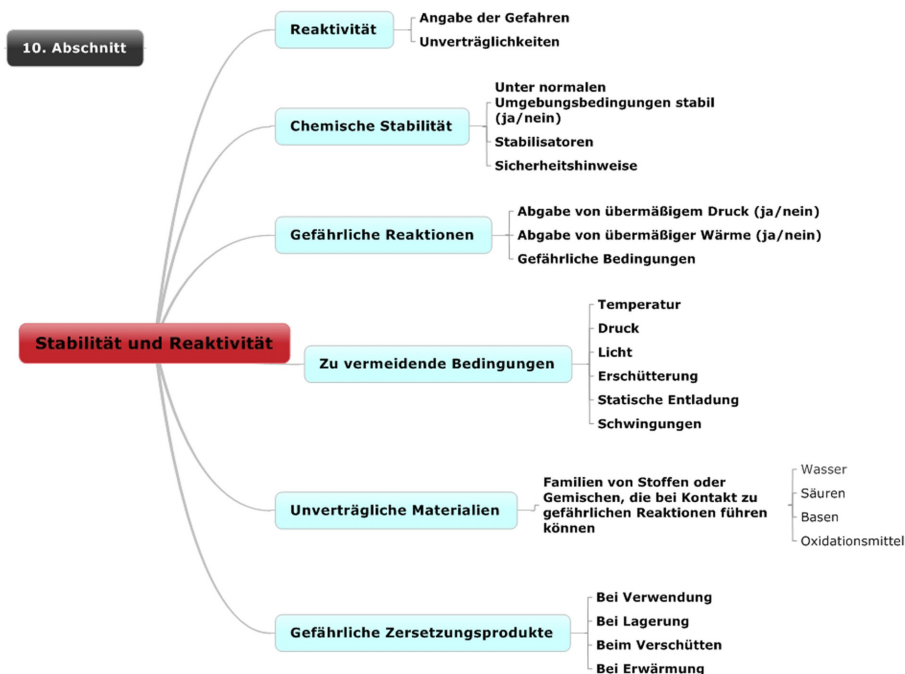 10. Abschnitt
Stabilität und Reaktivität
Reaktivität
Angabe der Gefahren
Unverträglichkeiten
Chemische Stabilität
Unter normalen
Umgebungsbedingungen stabil
(ja/nein)
Stabilisatoren
Sicherheitshinweise
Gefährliche Reaktionen
Abgabe von übermäßigem Druck (ja/nein)
Abgabe von übermäßiger Wärme (ja/nein)
Gefährliche Bedingungen
Zu vermeidende Bedingungen
Temperatur
Druck
Licht
Erschütterung
Statische Entladung
Schwingungen
Unverträgliche Materialien
Familien von Stoffen oder
Gemischen, die bei Kontakt zu
gefährlichen Reaktionen führen
können
Wasser
Säuren
Basen
Oxidationsmittel
Gefährliche Zersetzungsprodukte
Bei Verwendung
Bei Lagerung
Beim Verschütten
Bei Erwärmung